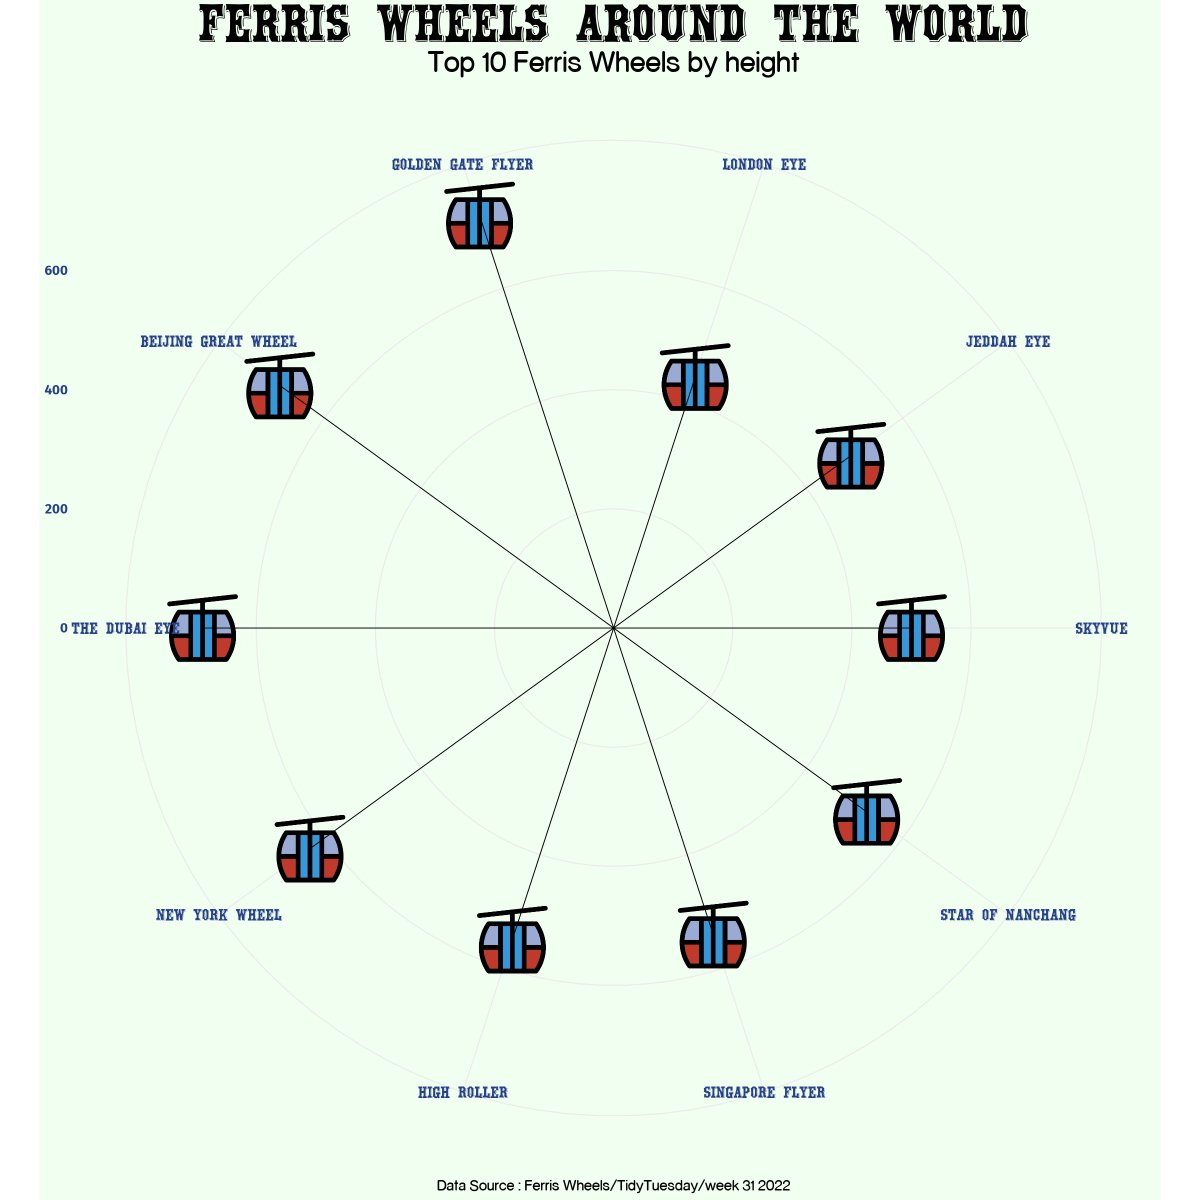 FERRIS WHEELS AROUND THE WORLD
Top 10 Ferris Wheels by height
GOLDEN GATE FLYER
LONDON EYE
600
BEIJING GREAT WHEEL
JEDDAH EYE
400
200
0
THE DUBAI EYE
SKYVUE
NEW YORK WHEEL
STAR OF NANCHANG
HIGH ROLLER
SINGAPORE FLYER
Data Source : Ferris Wheels/TidyTuesday/week 31 2022